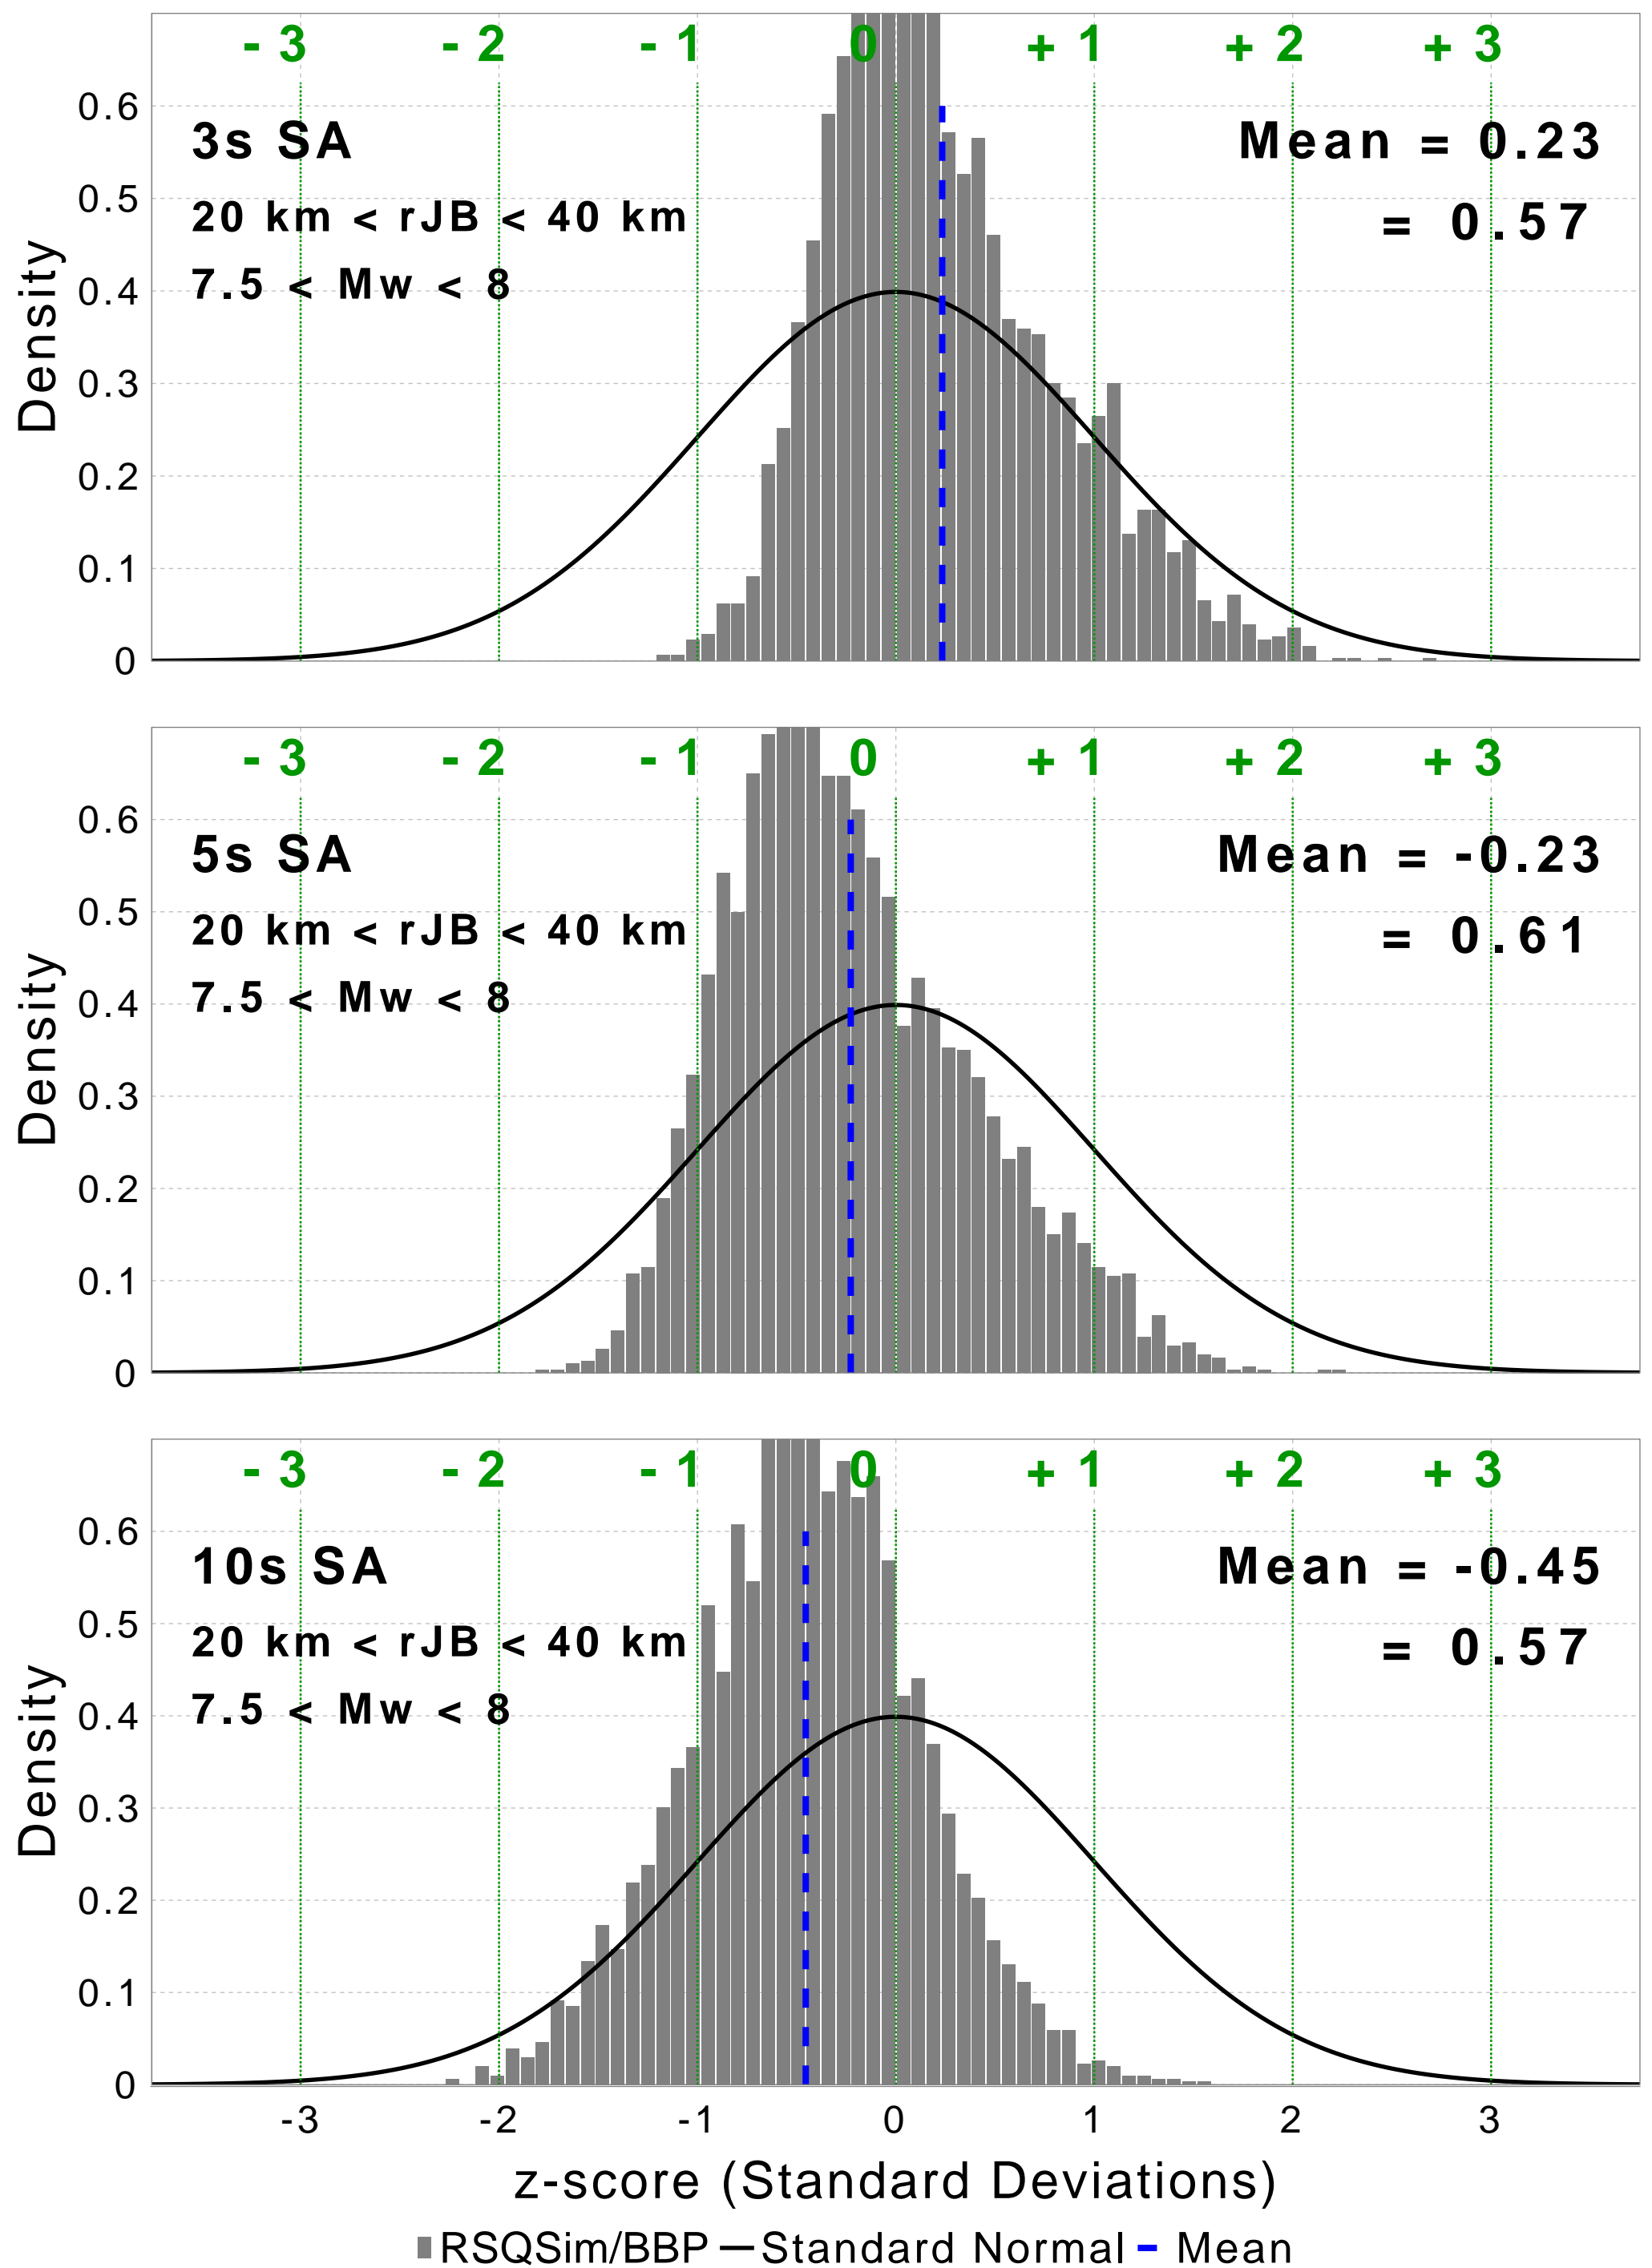 - 3 - 2 - 1 0 + 1 + 2 + 3
0.6
3s SA Mean = 0.23
0.5
20 km < rJB < 40 km = 0.57
7.5 < Mw < 8
0.4
Density
0.3
0.2
0.1
0
- 3 - 2 - 1 0 + 1 + 2 + 3
0.6
5s SA Mean = -0.23
0.5
20 km < rJB < 40 km = 0.61
7.5 < Mw < 8
0.4
Density
0.3
0.2
0.1
0
- 3 - 2 - 1 0 + 1 + 2 + 3
0.6
10s SA Mean = -0.45
0.5
20 km < rJB < 40 km = 0.57
7.5 < Mw < 8
0.4
Density
0.3
0.2
0.1
0
-3 -2 -1 0 1 2 3
z-score (Standard Deviations)
RSQSim/BBP Standard Normal Mean